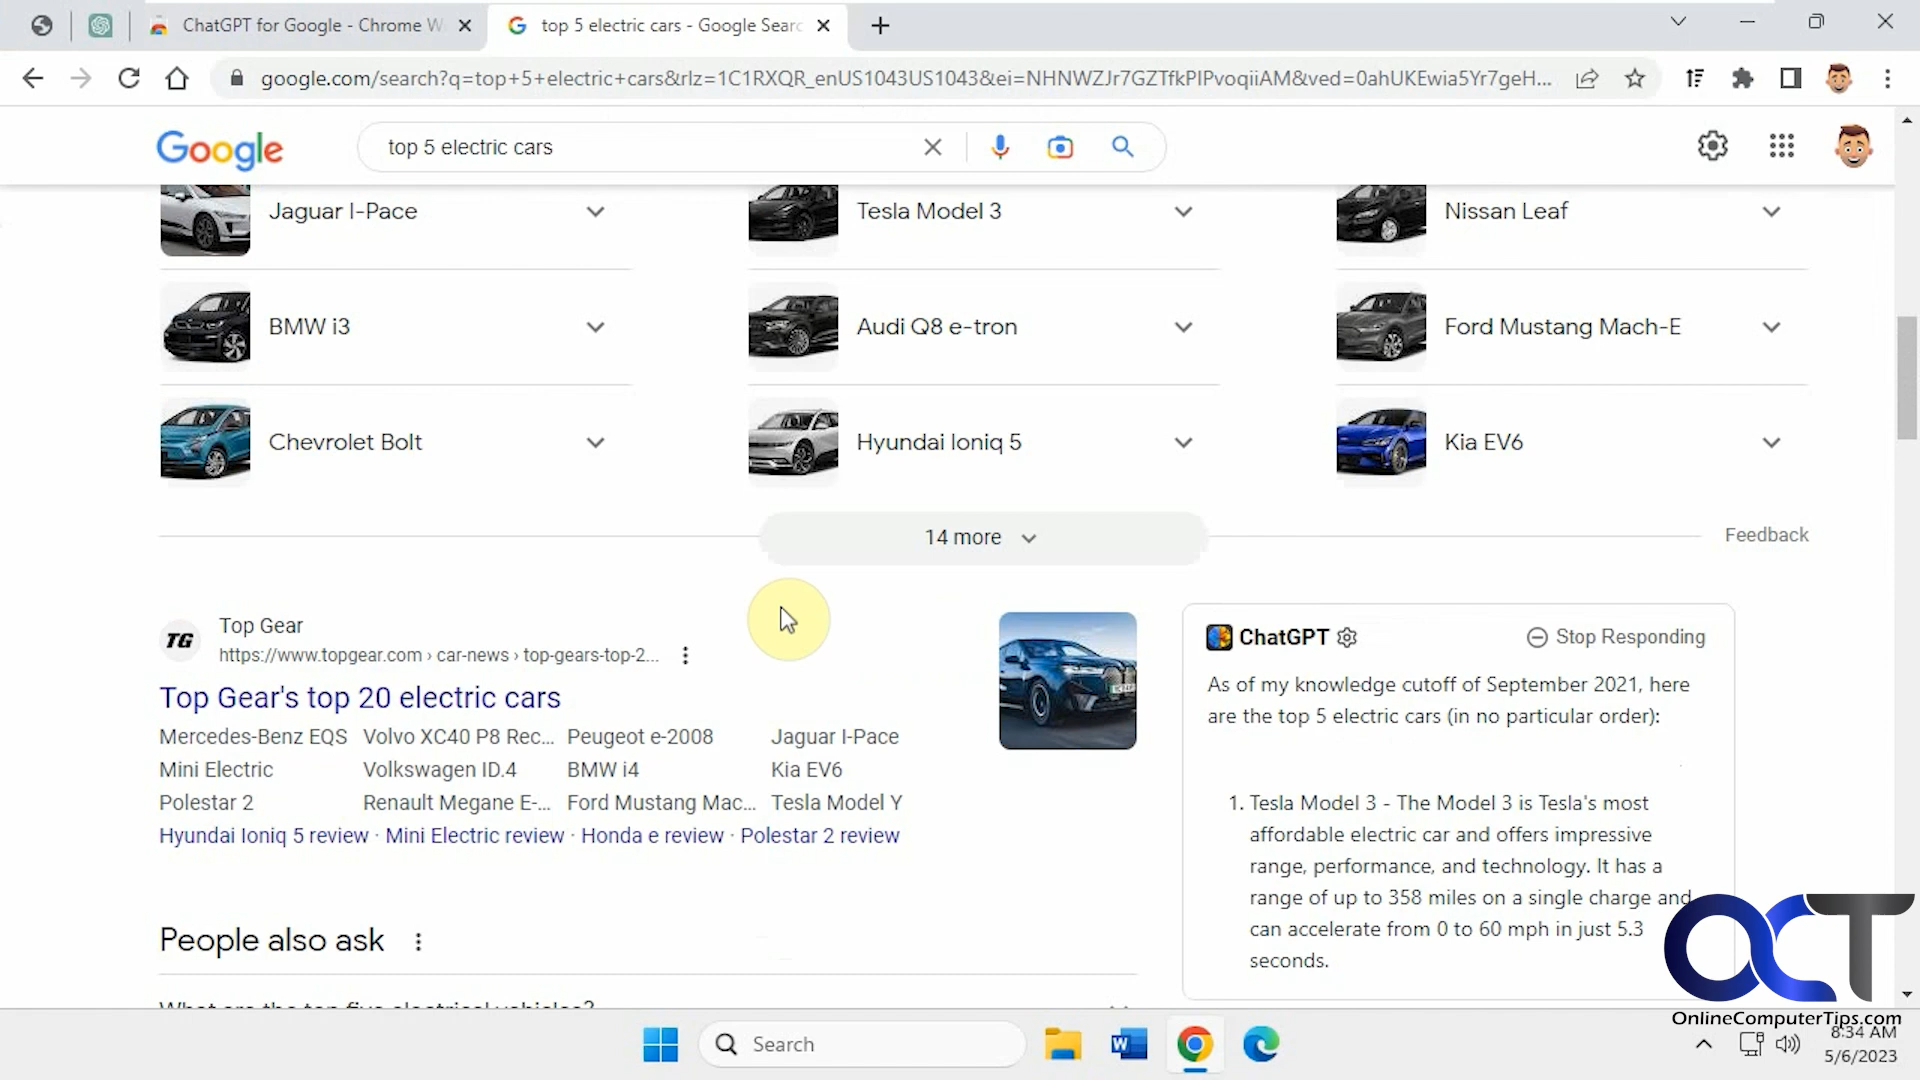 ChatGPT for Google - Chrome W
top 5 electric cars - Google Searc
google.com/search?q=top+5+electric+cars&rlz=1C1RXQR_enUS1043US1043&ei=NHNWZJr7GZTfkPIPvoqiiAM&ved=0ahUKEwia5Yr7geH...
Google
top 5 electric cars
Jaguar I-Pace
Tesla Model 3
Nissan Leaf
BMW i3
Audi Q8 e-tron
Ford Mustang Mach-E
Chevrolet Bolt
Hyundai Ioniq 5
Kia EV6
14 more
Feedback
TG
Top Gear
https://www.topgear.com › car-news › top-gears-top-2...
Top Gear's top 20 electric cars
Mercedes-Benz EQS Volvo XC40 P8 Rec... Peugeot e-2008 Jaguar I-Pace
Mini Electric Volkswagen ID.4 BMW i4 Kia EV6
Polestar 2 Renault Megane E-... Ford Mustang Mac... Tesla Model Y
Hyundai Ioniq 5 review · Mini Electric review · Honda e review · Polestar 2 review
People also ask
What are the top five electrical vehicles?
ChatGPT
Stop Responding
As of my knowledge cutoff of September 2021, here
are the top 5 electric cars (in no particular order):
1. Tesla Model 3 - The Model 3 is Tesla's most
affordable electric car and offers impressive
range, performance, and technology. It has a
range of up to 358 miles on a single charge and
can accelerate from 0 to 60 mph in just 5.3
seconds.
OCT
OnlineComputerTips.com
Search
W
8:34 AM
5/6/2023